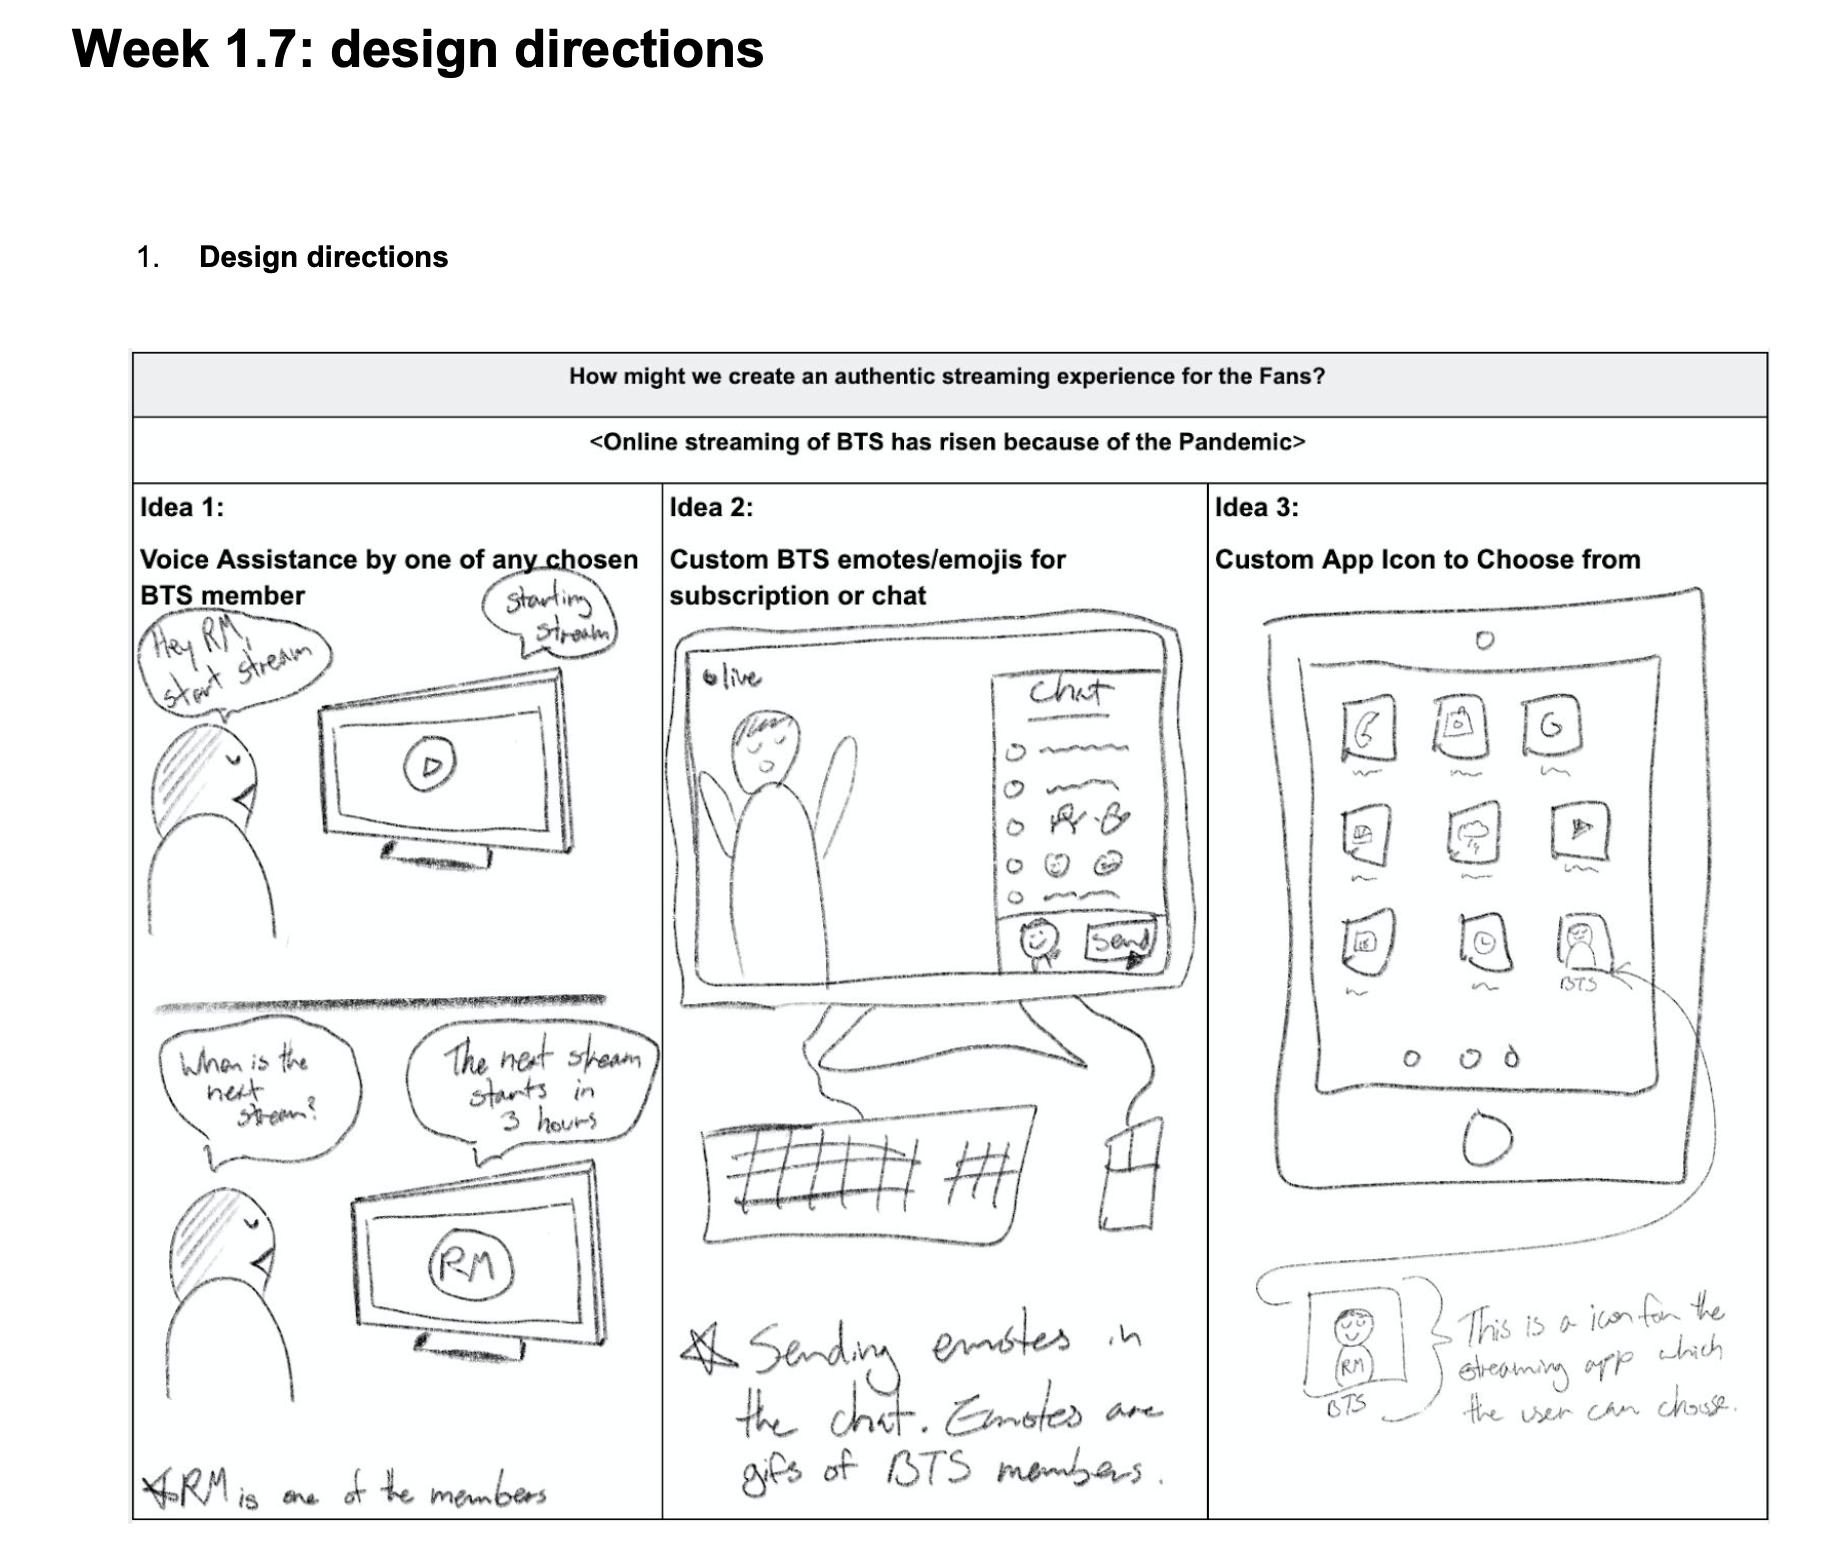 Week 1.7: design directions
1. Design directions
How might we create an authentic streaming experience for the Fans?
<Online streaming of BTS has risen because of the Pandemic>
Idea 1:
Voice Assistance by one of any chosen
BTS member
Hey RM,
start stream
Starting
stream
When is the
next
stream?
The next stream
starts in
3 hours
RM
RM is one of the members
Idea 2:
Custom BTS emotes/emojis for
subscription or chat
live
Chat
Send
Sending emotes in
the chat. Emotes are
gifs of BTS members.
Idea 3:
Custom App Icon to Choose from
G
BTS
RM
BTS
This is a icon for the
streaming app which
the user can choose.